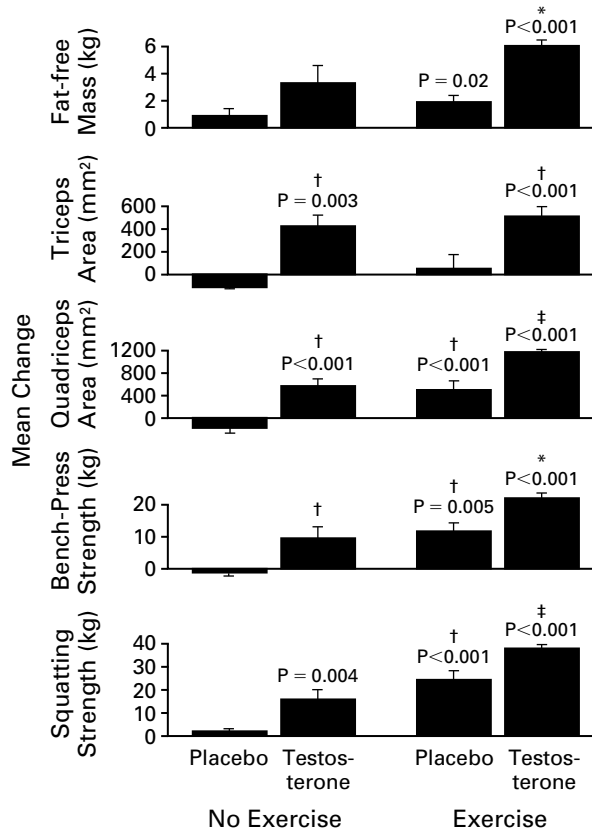 Mean Change
Fat-free
Mass (kg)
6
4
2
0
P = 0.02
*
P<0.001
Triceps
Area (mm²)
600
400
200
0
†
P = 0.003
†
P<0.001
Quadriceps
Area (mm²)
1200
800
400
0
†
P<0.001
†
P<0.001
‡
P<0.001
Bench-Press
Strength (kg)
20
10
0
†
†
P = 0.005
*
P<0.001
Squatting
Strength (kg)
40
30
20
10
0
P = 0.004
†
P<0.001
‡
P<0.001
Placebo
Testos-
terone
Placebo
Testos-
terone
No Exercise
Exercise